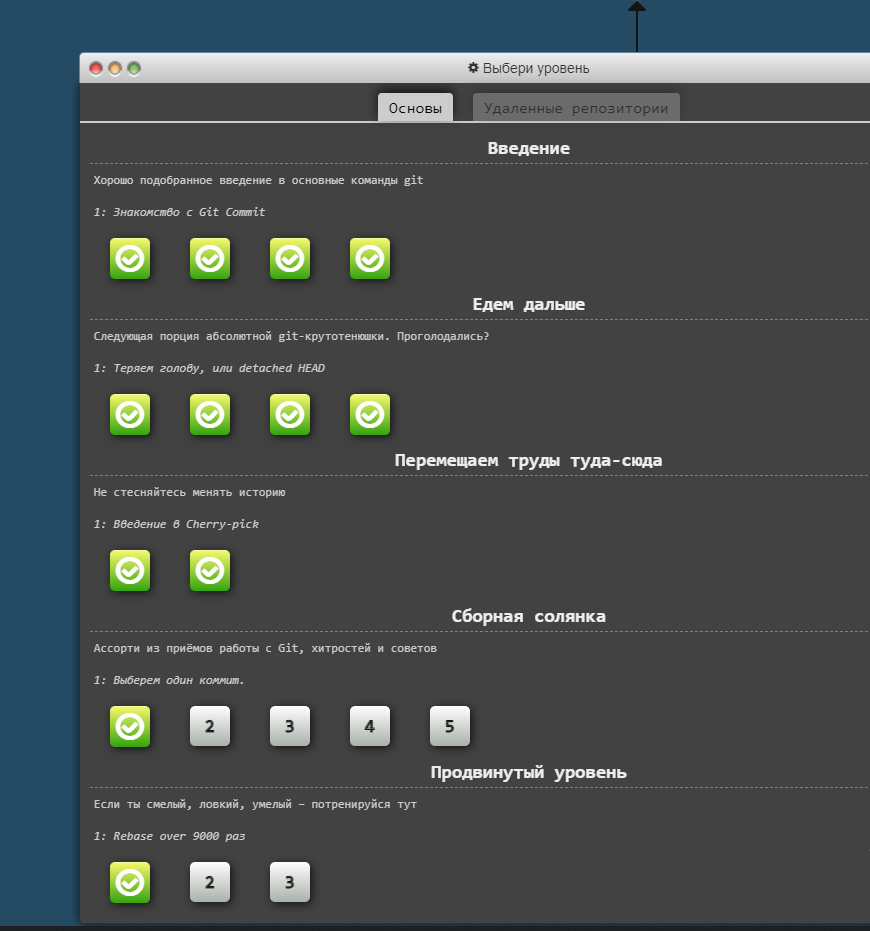 Выбери уровень
Основы
Удаленные репозитории
Введение
Хорошо подобранное введение в основные команды git
1: Знакомство с Git Commit
Едем дальше
Следующая порция абсолютной git-крутотенюшки. Проголодались?
1: Теряем голову, или detached HEAD
Перемещаем труды туда-сюда
Не стесняйтесь менять историю
1: Введение в Cherry-pick
Сборная солянка
Ассорти из приёмов работы с Git, хитростей и советов
1: Выберем один коммит.
2 3 4 5
Продвинутый уровень
Если ты смелый, ловкий, умелый – потренируйся тут
1: Rebase over 9000 раз
2 3